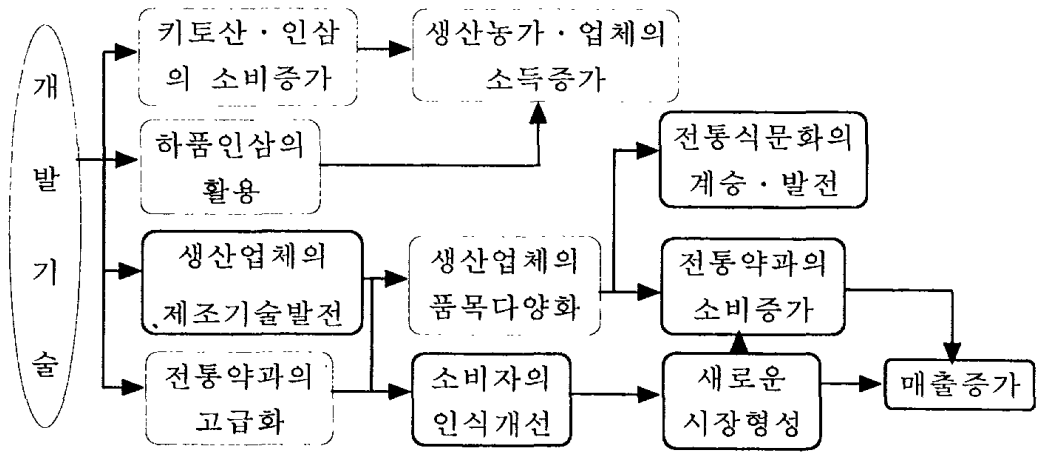 개
발
기
술
키토산·인삼
의 소비증가
생산농가·업체의
소득증가
하품인삼의
활용
전통식문화의
계승·발전
생산업체의
제조기술발전
생산업체의
품목다양화
전통약과의
소비증가
전통약과의
고급화
소비자의
인식개선
새로운
시장형성
매출증가